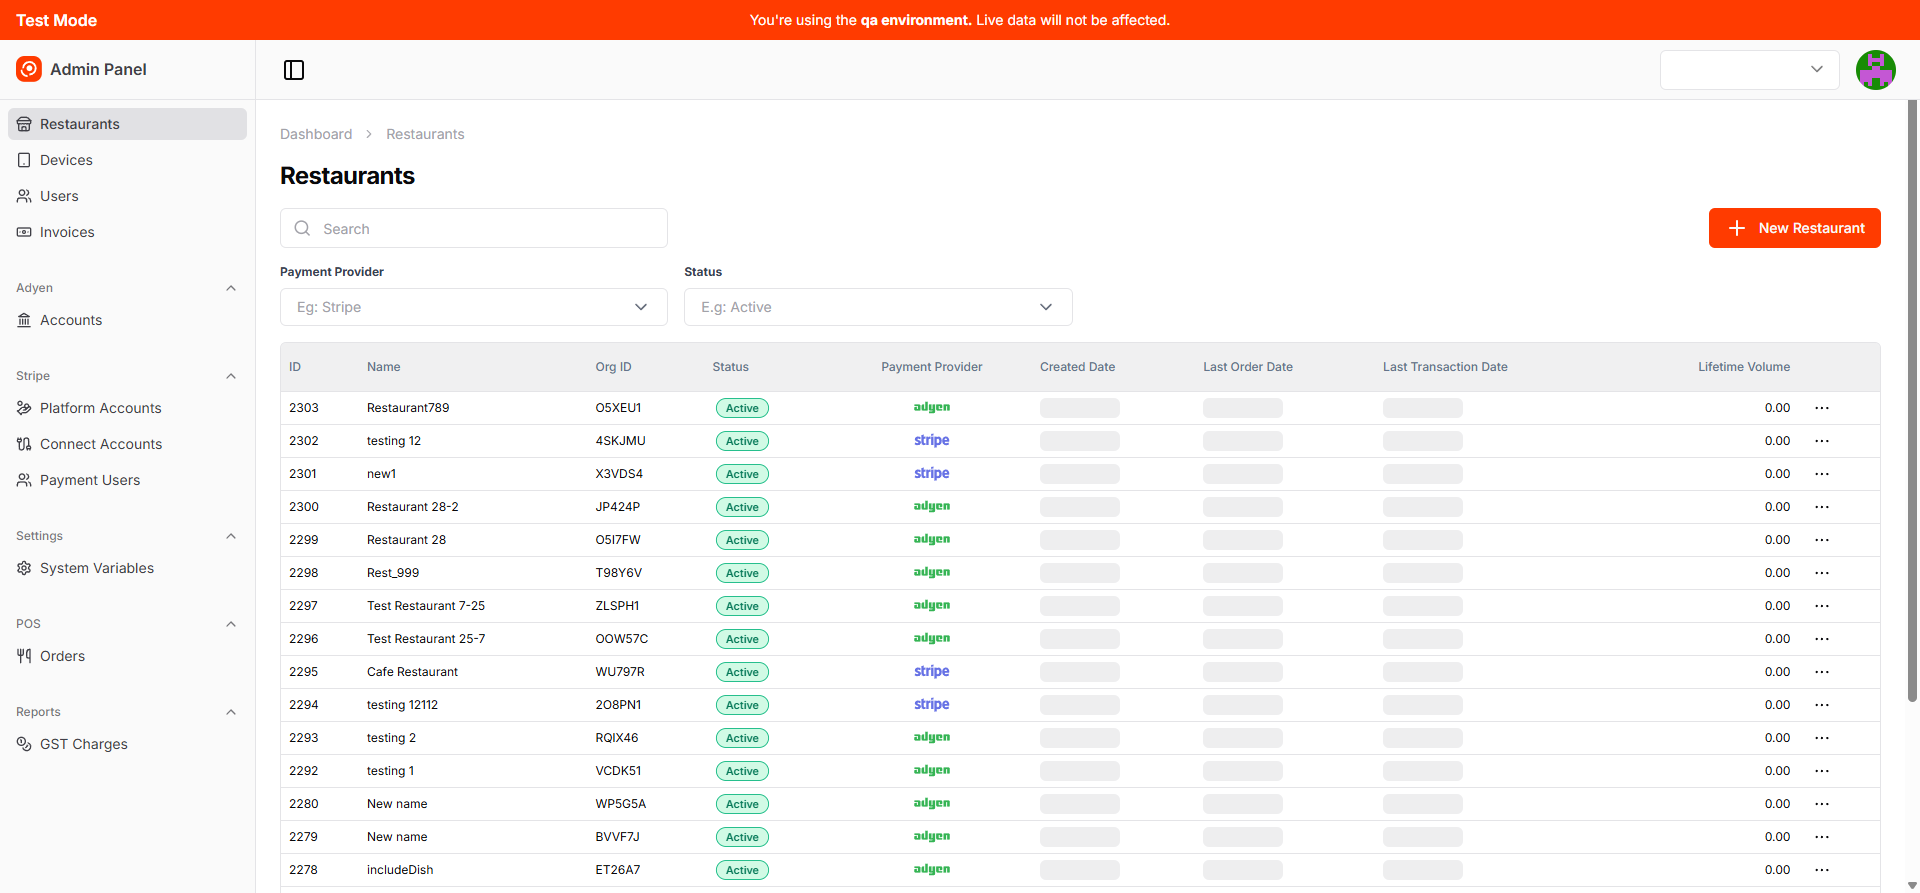 Test Mode
You're using the qa environment. Live data will not be affected.
Admin Panel
Restaurants
Devices
Users
Invoices
Adyen
Accounts
Stripe
Platform Accounts
Connect Accounts
Payment Users
Settings
System Variables
POS
Orders
Reports
GST Charges
Dashboard > Restaurants
Restaurants
Search
New Restaurant
Payment Provider Status
Eg: Stripe E.g: Active
ID Name Org ID Status Payment Provider Created Date Last Order Date Last Transaction Date Lifetime Volume
2303 Restaurant789 O5XEU1 Active adyen 0.00 ...
2302 testing 12 4SKJMU Active stripe 0.00 ...
2301 new1 X3VDS4 Active stripe 0.00 ...
2300 Restaurant 28-2 JP424P Active adyen 0.00 ...
2299 Restaurant 28 O5I7FW Active adyen 0.00 ...
2298 Rest_999 T98Y6V Active adyen 0.00 ...
2297 Test Restaurant 7-25 ZLSPH1 Active adyen 0.00 ...
2296 Test Restaurant 25-7 OOW57C Active adyen 0.00 ...
2295 Cafe Restaurant WU797R Active stripe 0.00 ...
2294 testing 12112 2O8PN1 Active stripe 0.00 ...
2293 testing 2 RQIX46 Active adyen 0.00 ...
2292 testing 1 VCDK51 Active adyen 0.00 ...
2280 New name WP5G5A Active adyen 0.00 ...
2279 New name BVVF7J Active adyen 0.00 ...
2278 includeDish ET26A7 Active adyen 0.00 ...